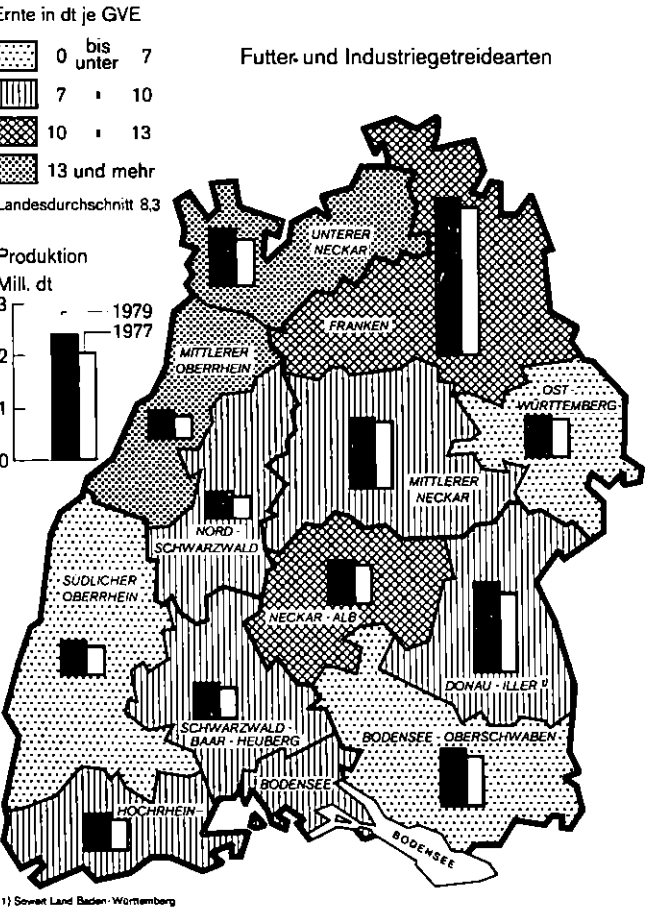 Ernte in dt je GVE
0 bis unter 7
7 " 10
10 " 13
13 und mehr
Landesdurchschnitt 8,3
Futter- und Industriegetreidearten
Produktion
Mill. dt
3
2
1
0
1979
1977
UNTERER
NECKAR
FRANKEN
MITTLERER
OBERRHEIN
OST
WÜRTTEMBERG
MITTLERER
NECKAR
NORD-
SCHWARZWALD
SÜDLICHER
OBERRHEIN
NECKAR - ALB
DONAU - ILLER 1)
SCHWARZWALD-
BAAR - HEUBERG
BODENSEE - OBERSCHWABEN
HOCHRHEIN-
BODENSEE
BODENSEE
1) Soweit Land Baden-Württemberg